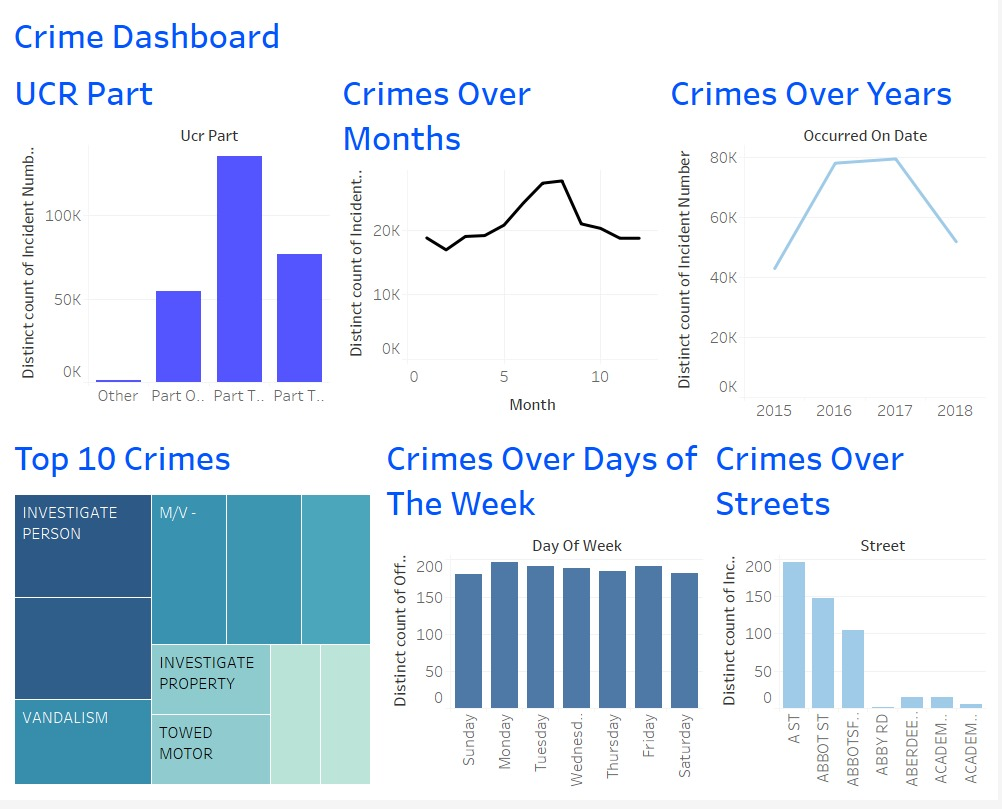 Crime Dashboard
UCR Part
Ucr Part
Distinct count of Incident Numb..
100K
50K
0K
Other
Part O..
Part T..
Part T..
Crimes Over
Months
Distinct count of Incident..
20K
10K
0K
0
5
10
Month
Crimes Over Years
Occurred On Date
Distinct count of Incident Number
80K
60K
40K
20K
0K
2015
2016
2017
2018
Top 10 Crimes
INVESTIGATE
PERSON
VANDALISM
M/V -
INVESTIGATE
PROPERTY
TOWED
MOTOR
Crimes Over Days of
The Week
Day Of Week
Distinct count of Off..
200
150
100
50
0
Sunday
Monday
Tuesday
Wednesd..
Thursday
Friday
Saturday
Crimes Over
Streets
Street
Distinct count of Inc..
200
150
100
50
0
A ST
ABBOT ST
ABBOTSF..
ABBY RD
ABERDEE..
ACADEM..
ACADEM..